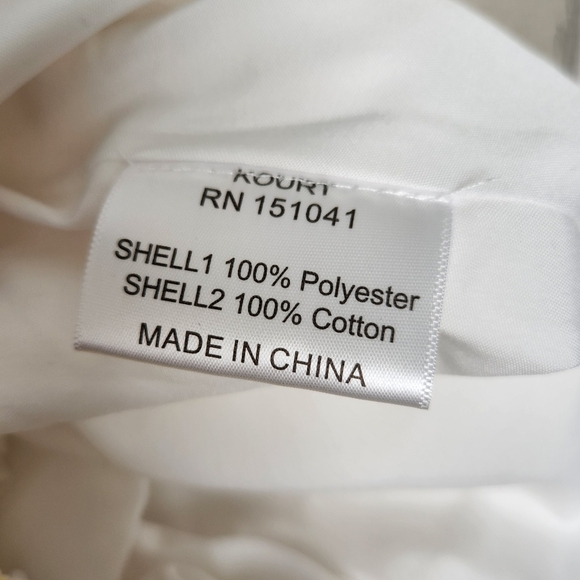 KOURT
RN 151041
SHELL1 100% Polyester
SHELL2 100% Cotton
MADE IN CHINA